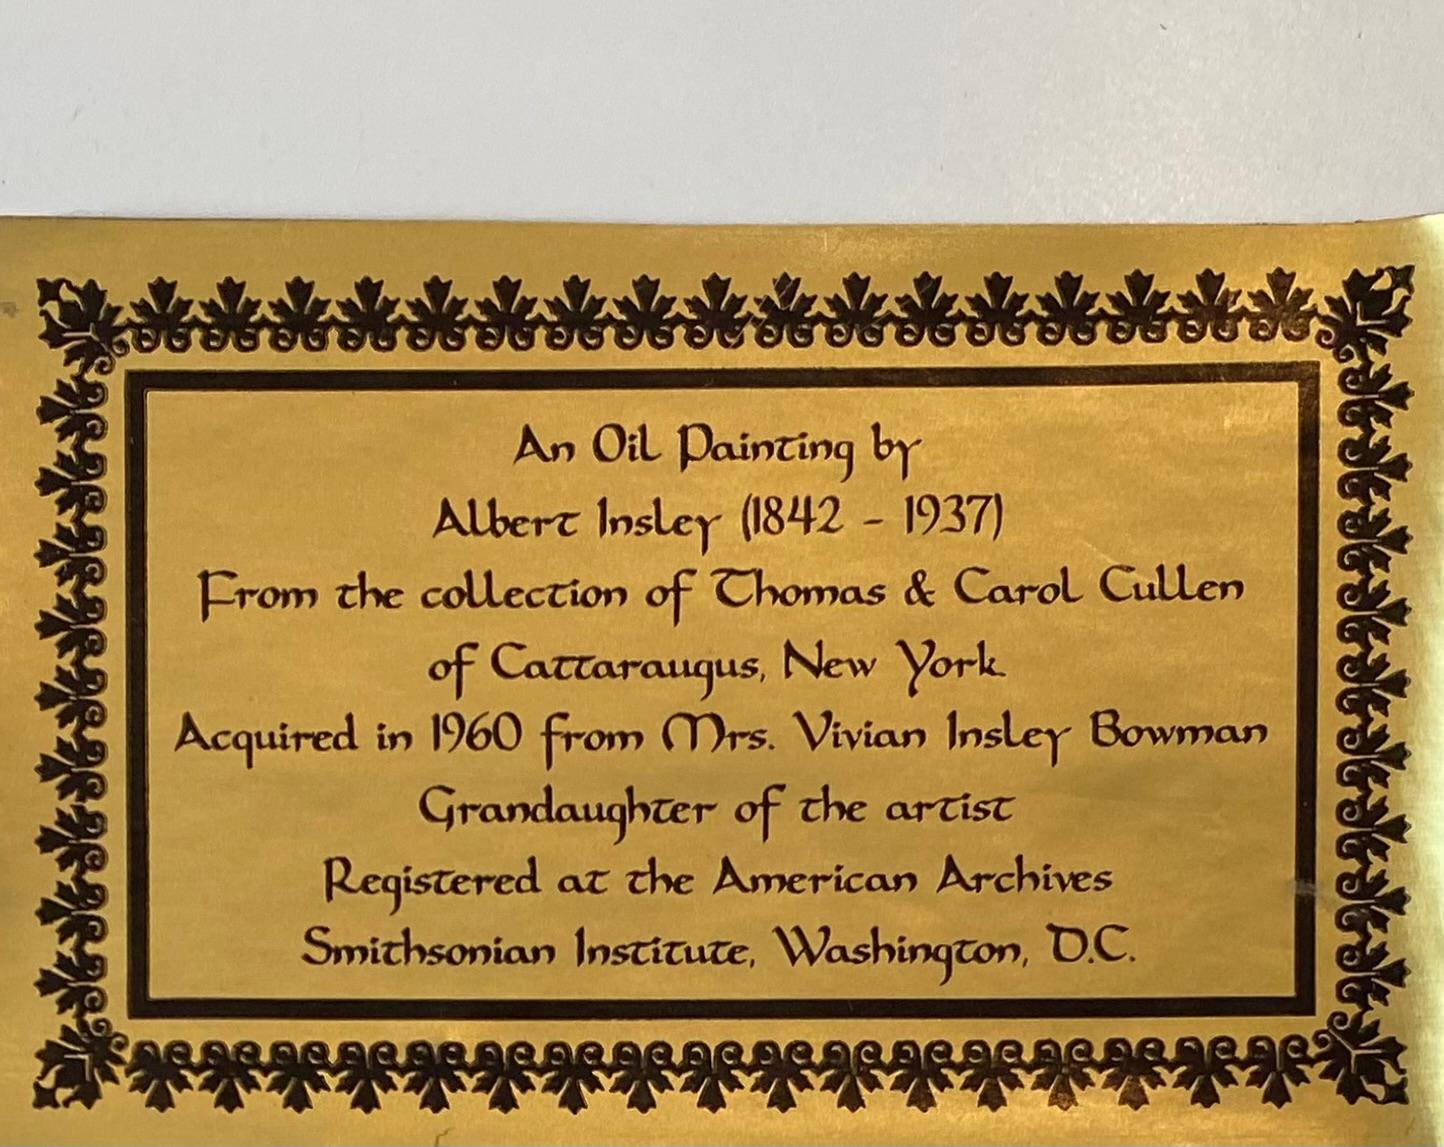 An Oil Painting by
Albert Insley (1842 - 1937)
From the collection of Thomas & Carol Cullen
of Cattaraugus, New York
Acquired in 1960 from Mrs. Vivian Insley Bowman
Grandaughter of the artist
Registered at the American Archives
Smithsonian Institute, Washington, D.C.